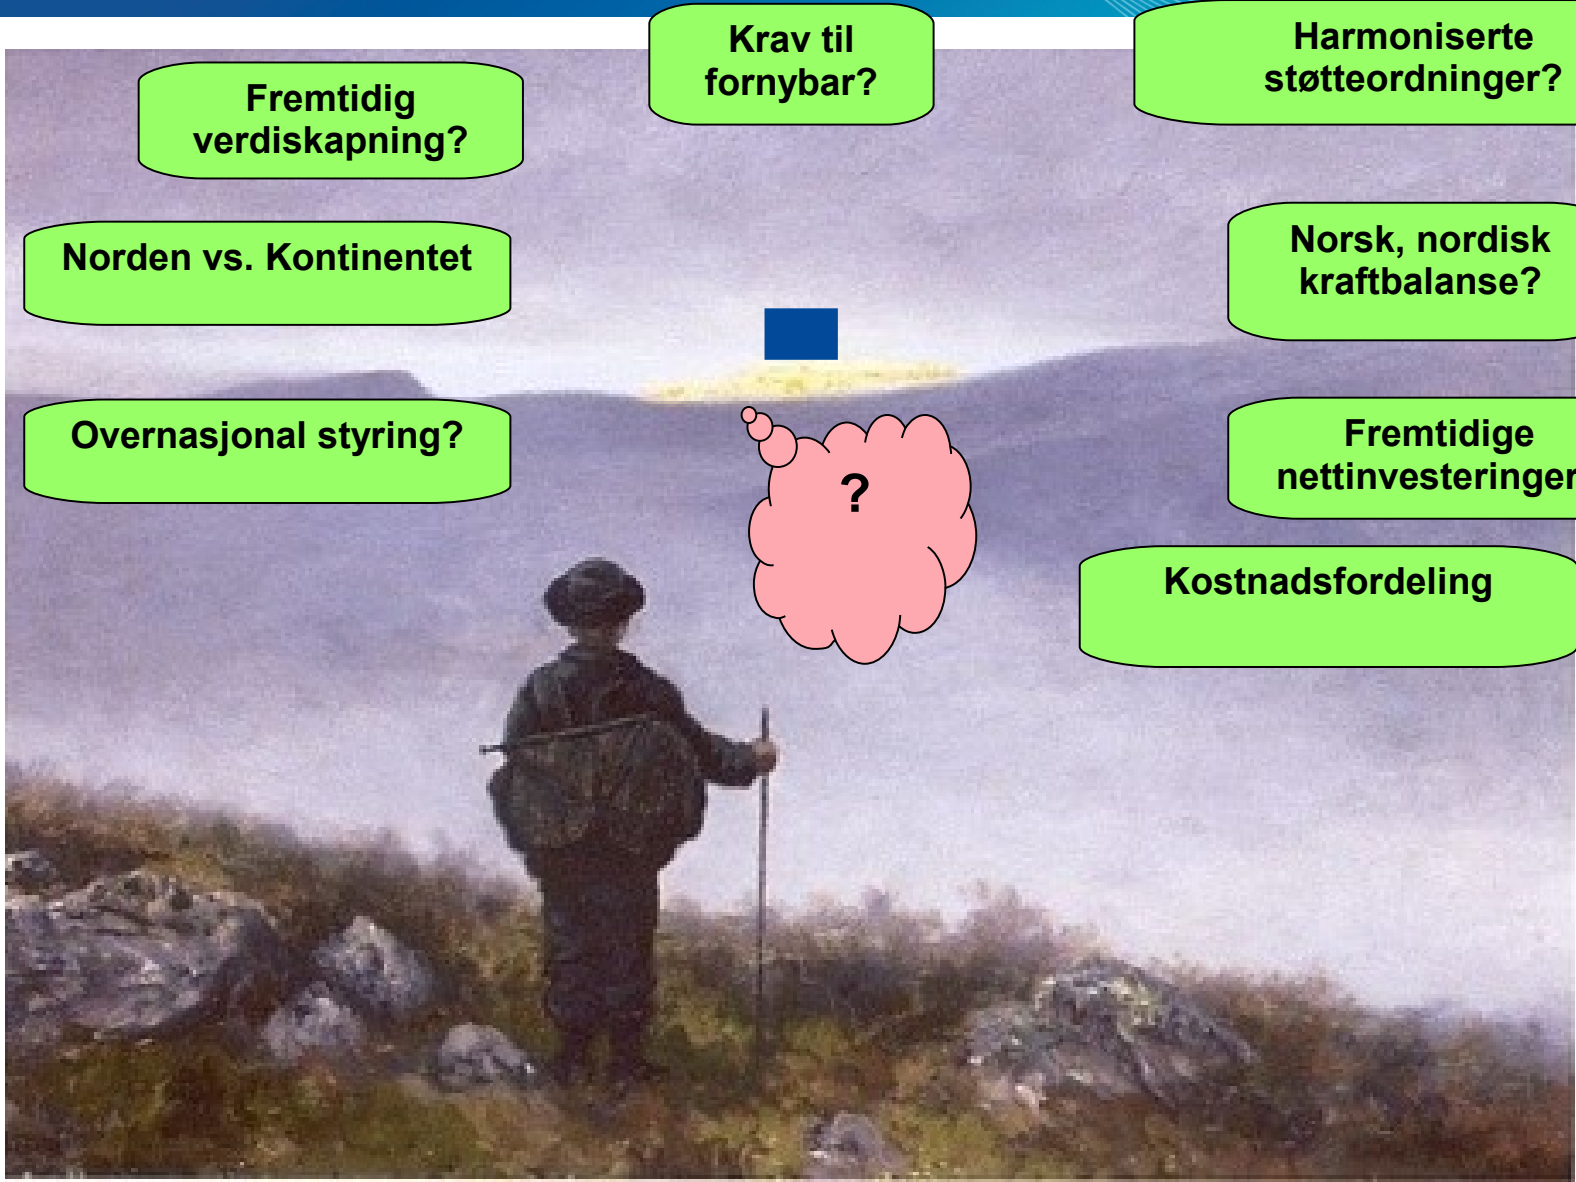 Krav til
fornybar?
Harmoniserte
støtteordninger?
Fremtidig
verdiskapning?
Norden vs. Kontinentet
Norsk, nordisk
kraftbalanse?
Overnasjonal styring?
Fremtidige
nettinvesteringer
?
Kostnadsfordeling